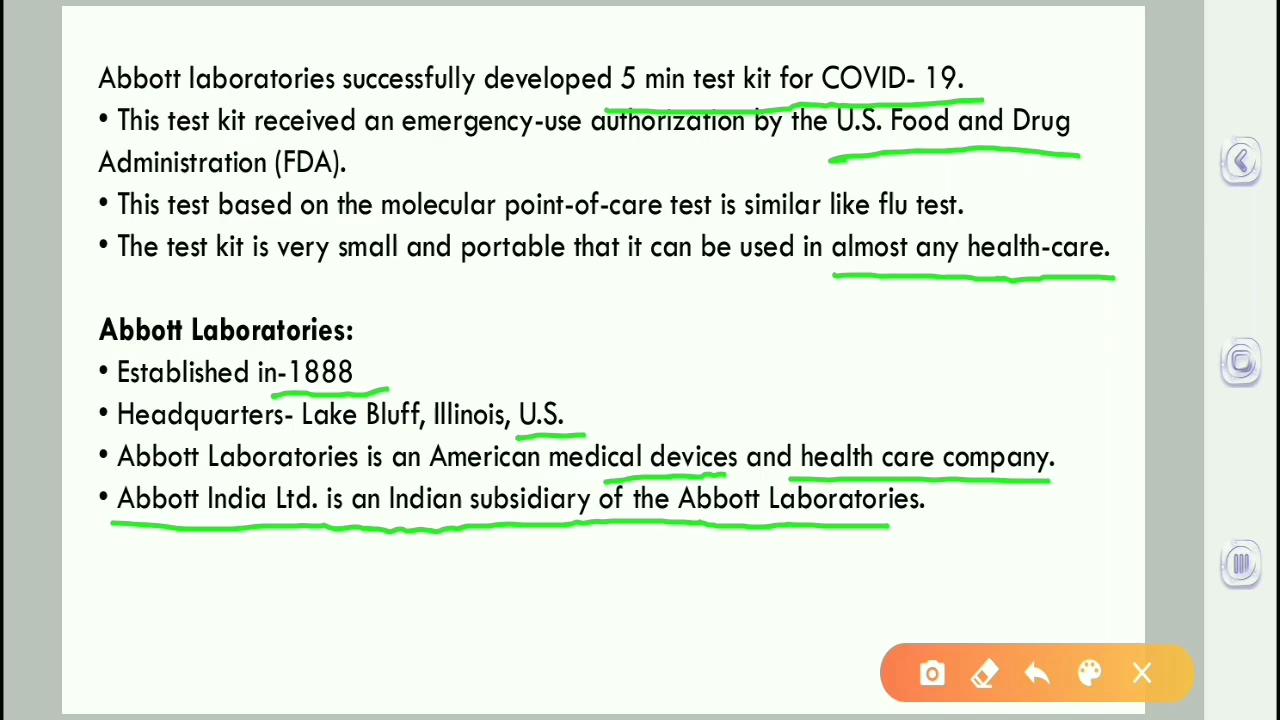 Abbott laboratories successfully developed 5 min test kit for COVID- 19.
• This test kit received an emergency-use authorization by the U.S. Food and Drug
Administration (FDA).
• This test based on the molecular point-of-care test is similar like flu test.
• The test kit is very small and portable that it can be used in almost any health-care.
Abbott Laboratories:
• Established in-1888
• Headquarters- Lake Bluff, Illinois, U.S.
• Abbott Laboratories is an American medical devices and health care company.
• Abbott India Ltd. is an Indian subsidiary of the Abbott Laboratories.